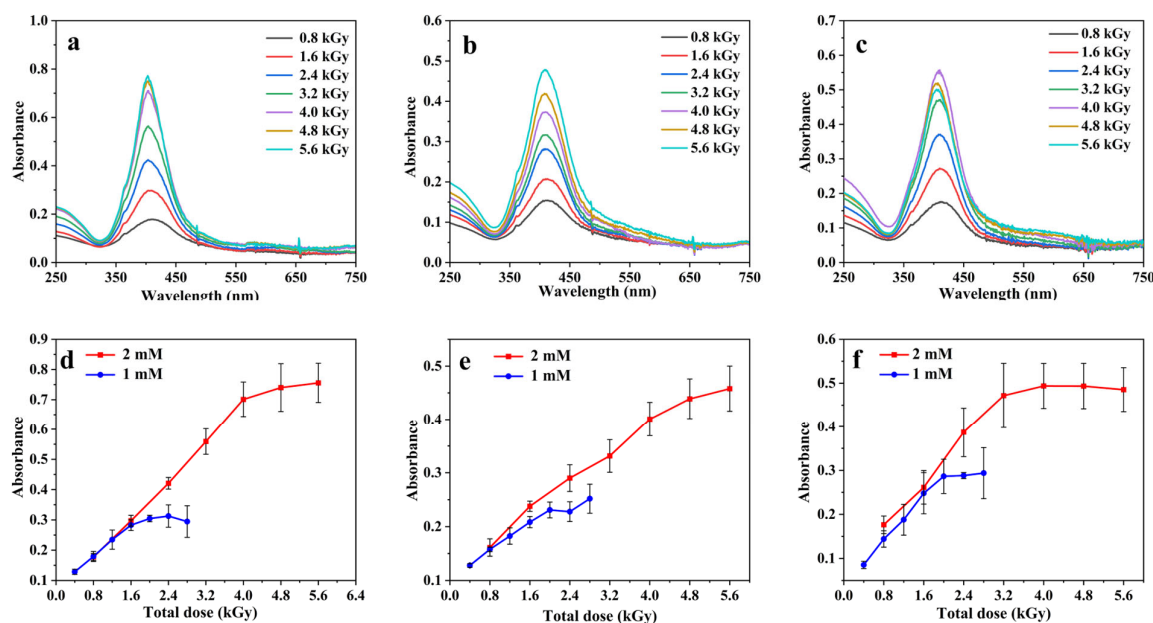 a
0.8 kGy
1.6 kGy
2.4 kGy
3.2 kGy
4.0 kGy
4.8 kGy
5.6 kGy
Absorbance
1.0
0.8
0.6
0.4
0.2
0.0
250 350 450 550 650 750
Wavelength (nm)
b
0.8 kGy
1.6 kGy
2.4 kGy
3.2 kGy
4.0 kGy
4.8 kGy
5.6 kGy
Absorbance
0.6
0.5
0.4
0.3
0.2
0.1
0.0
250 350 450 550 650 750
Wavelength (nm)
c
0.8 kGy
1.6 kGy
2.4 kGy
3.2 kGy
4.0 kGy
4.8 kGy
5.6 kGy
Absorbance
0.7
0.6
0.5
0.4
0.3
0.2
0.1
0.0
250 350 450 550 650 750
Wavelength (nm)
d
2 mM
1 mM
Absorbance
0.9
0.8
0.7
0.6
0.5
0.4
0.3
0.2
0.1
0.0 0.8 1.6 2.4 3.2 4.0 4.8 5.6
Total dose (kGy)
e
2 mM
1 mM
Absorbance
0.5
0.4
0.3
0.2
0.1
0.0 0.8 1.6 2.4 3.2 4.0 4.8 5.6
Total dose (kGy)
f
2 mM
1 mM
Absorbance
0.6
0.5
0.4
0.3
0.2
0.1
0.0 0.8 1.6 2.4 3.2 4.0 4.8 5.6
Total dose (kGy)